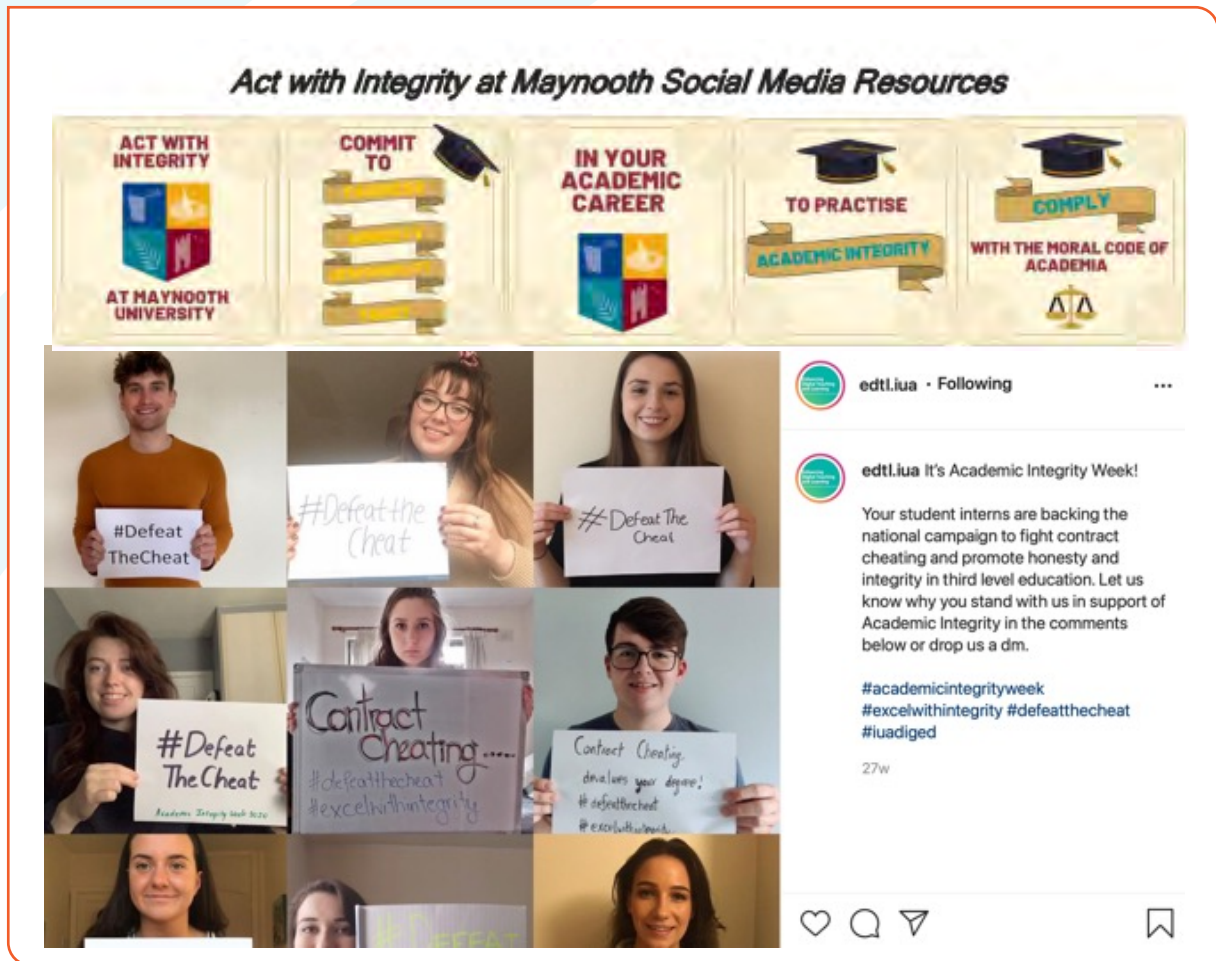 Act with Integrity at Maynooth Social Media Resources
ACT WITH
INTEGRITY
AT MAYNOOTH
UNIVERSITY
COMMIT
TO
IN YOUR
ACADEMIC
CAREER
TO PRACTISE
ACADEMIC INTEGRITY
COMPLY
WITH THE MORAL CODE OF
ACADEMIA
#Defeat
TheCheat
#Defeat the
Cheat
#Defeat The
Cheat
#Defeat
The Cheat
Academic Integrity Week 2020
Contract
Cheating....
#defeatthecheat
#excelwithintegrity
Contract Cheating
devalues your degree!
#defeatthecheat
#excelwithintegrity
#DEFEAT
edtl.iua • Following
edtl.iua It's Academic Integrity Week!
Your student interns are backing the
national campaign to fight contract
cheating and promote honesty and
integrity in third level education. Let us
know why you stand with us in support of
Academic Integrity in the comments
below or drop us a dm.
#academicintegrityweek
#excelwithintegrity #defeatthecheat
#iuadiged
27w